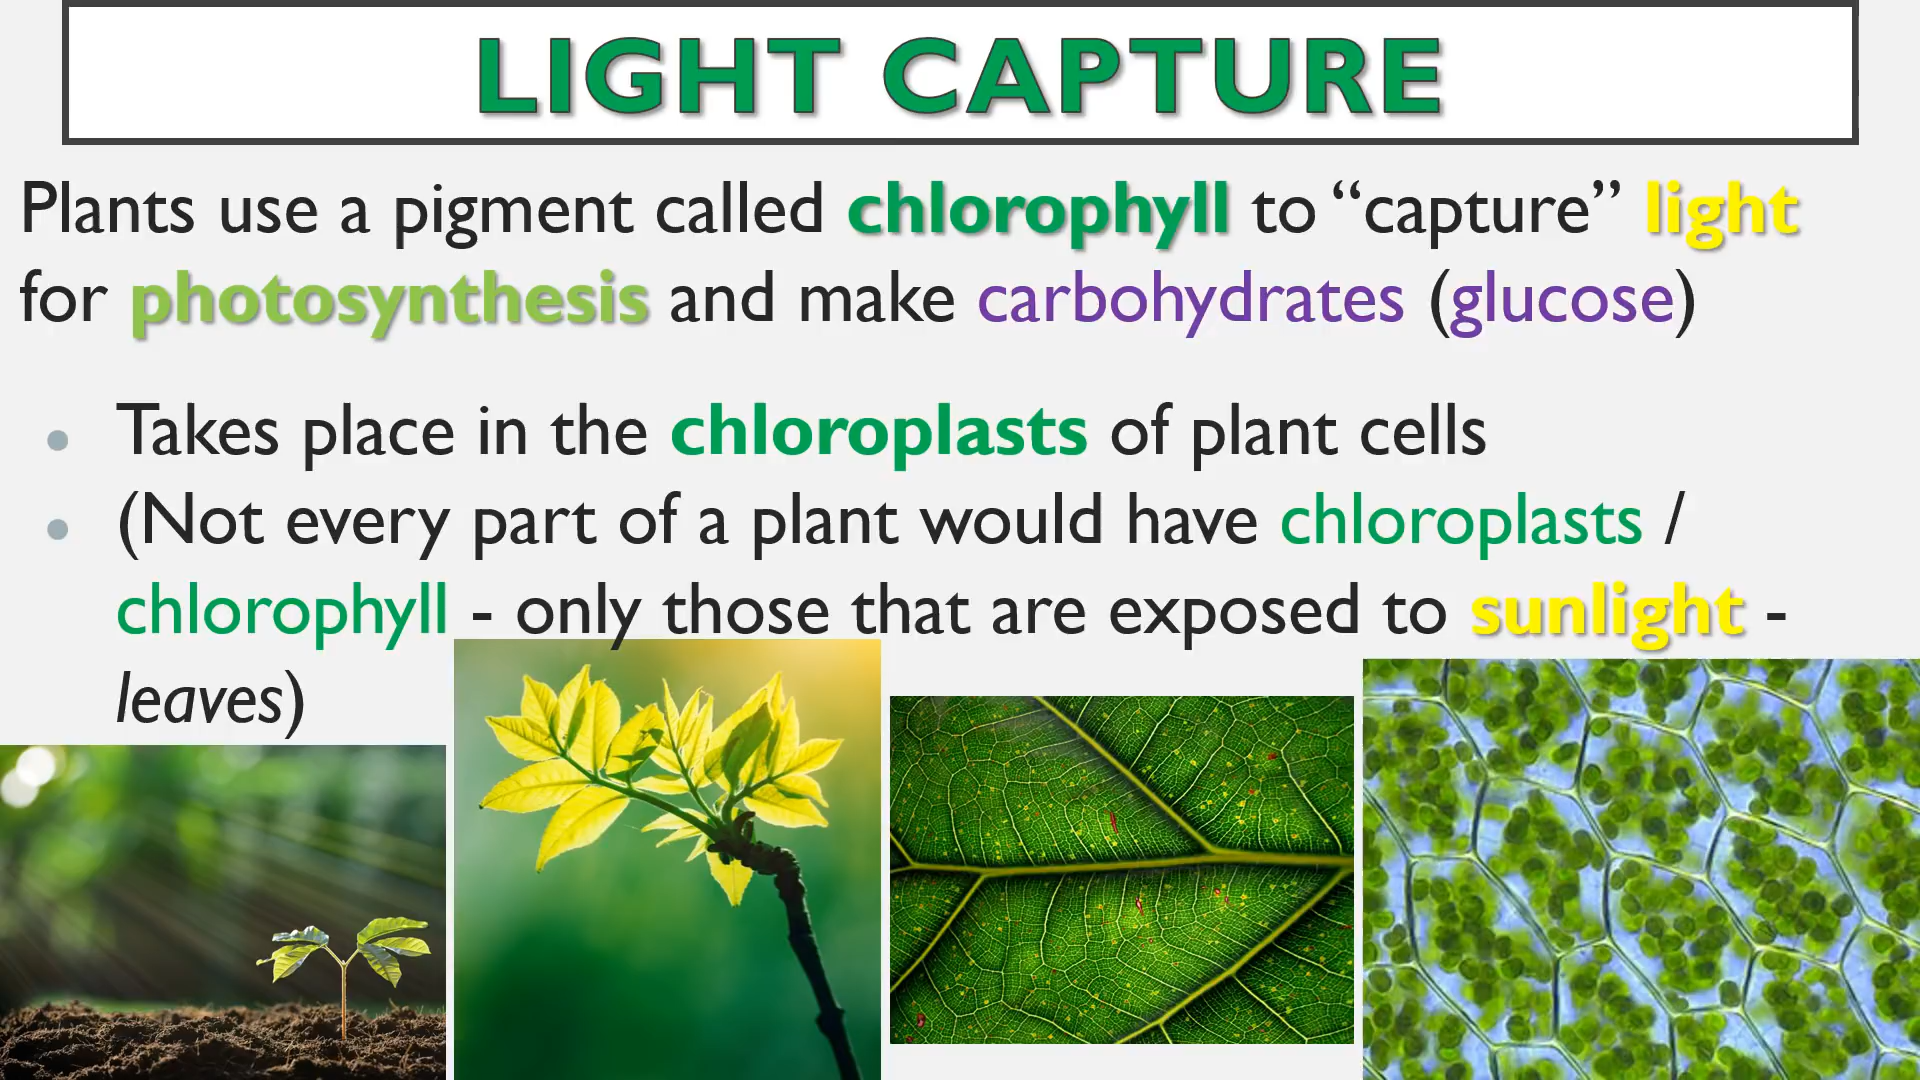 LIGHT CAPTURE
Plants use a pigment called chlorophyll to “capture” light
for photosynthesis and make carbohydrates (glucose)
• Takes place in the chloroplasts of plant cells
• (Not every part of a plant would have chloroplasts /
chlorophyll - only those that are exposed to sunlight -
leaves)